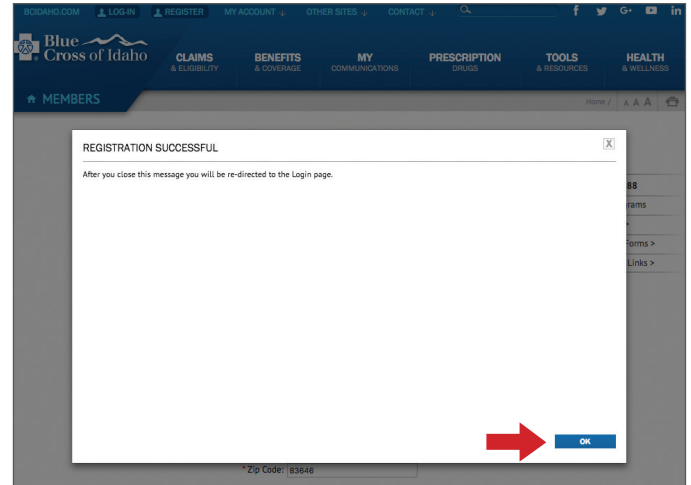 BCIDAHO.COM LOG-IN REGISTER MY ACCOUNT OTHER SITES CONTACT f G+ in
Blue
Cross of Idaho
CLAIMS BENEFITS MY PRESCRIPTION TOOLS HEALTH
& ELIGIBILITY & COVERAGE COMMUNICATIONS DRUGS & RESOURCES & WELLNESS
MEMBERS Home / A A A
REGISTRATION SUCCESSFUL X
After you close this message you will be re-directed to the Login page.
88
Forms >
Links >
OK
* Zip Code: 83646